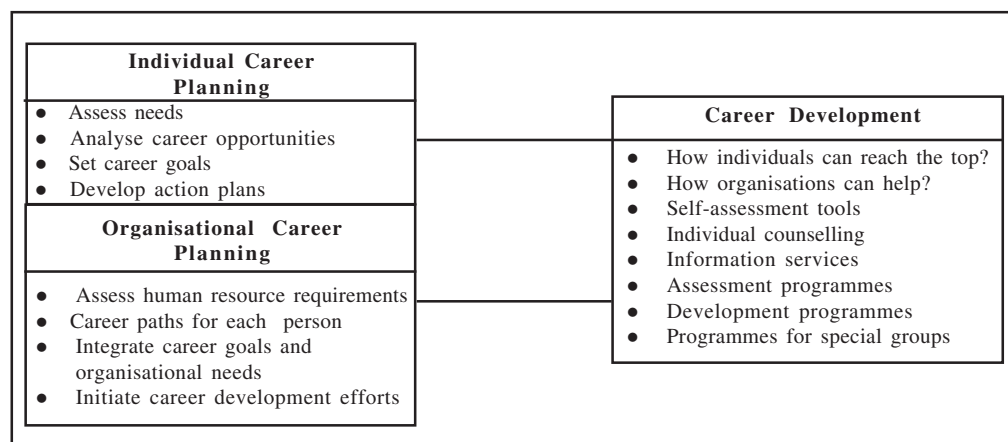 Individual Career
Planning
● Assess needs
● Analyse career opportunities
● Set career goals
● Develop action plans
Organisational Career
Planning
● Assess human resource requirements
● Career paths for each person
● Integrate career goals and
organisational needs
● Initiate career development efforts
Career Development
● How individuals can reach the top?
● How organisations can help?
● Self-assessment tools
● Individual counselling
● Information services
● Assessment programmes
● Development programmes
● Programmes for special groups